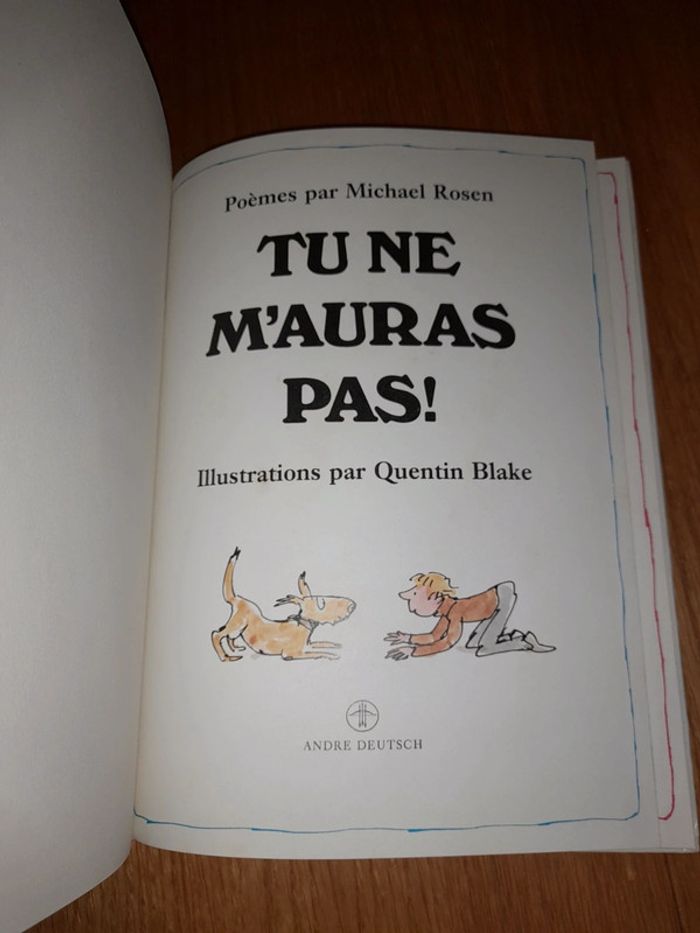 Poèmes par Michael Rosen
TU NE
M'AURAS
PAS!
Illustrations par Quentin Blake
ANDRE DEUTSCH